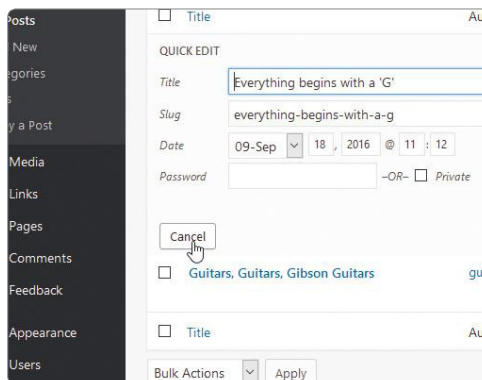 Posts
New
egories
s
y a Post
Media
Links
Pages
Comments
Feedback
Appearance
Users
Title
Au
QUICK EDIT
Title
Everything begins with a 'G'
Slug
everything-begins-with-a-g
Date
09-Sep 18 , 2016 @ 11 : 12
Password
–OR– Private
Cancel
Guitars, Guitars, Gibson Guitars
gu
Title
Au
Bulk Actions
Apply